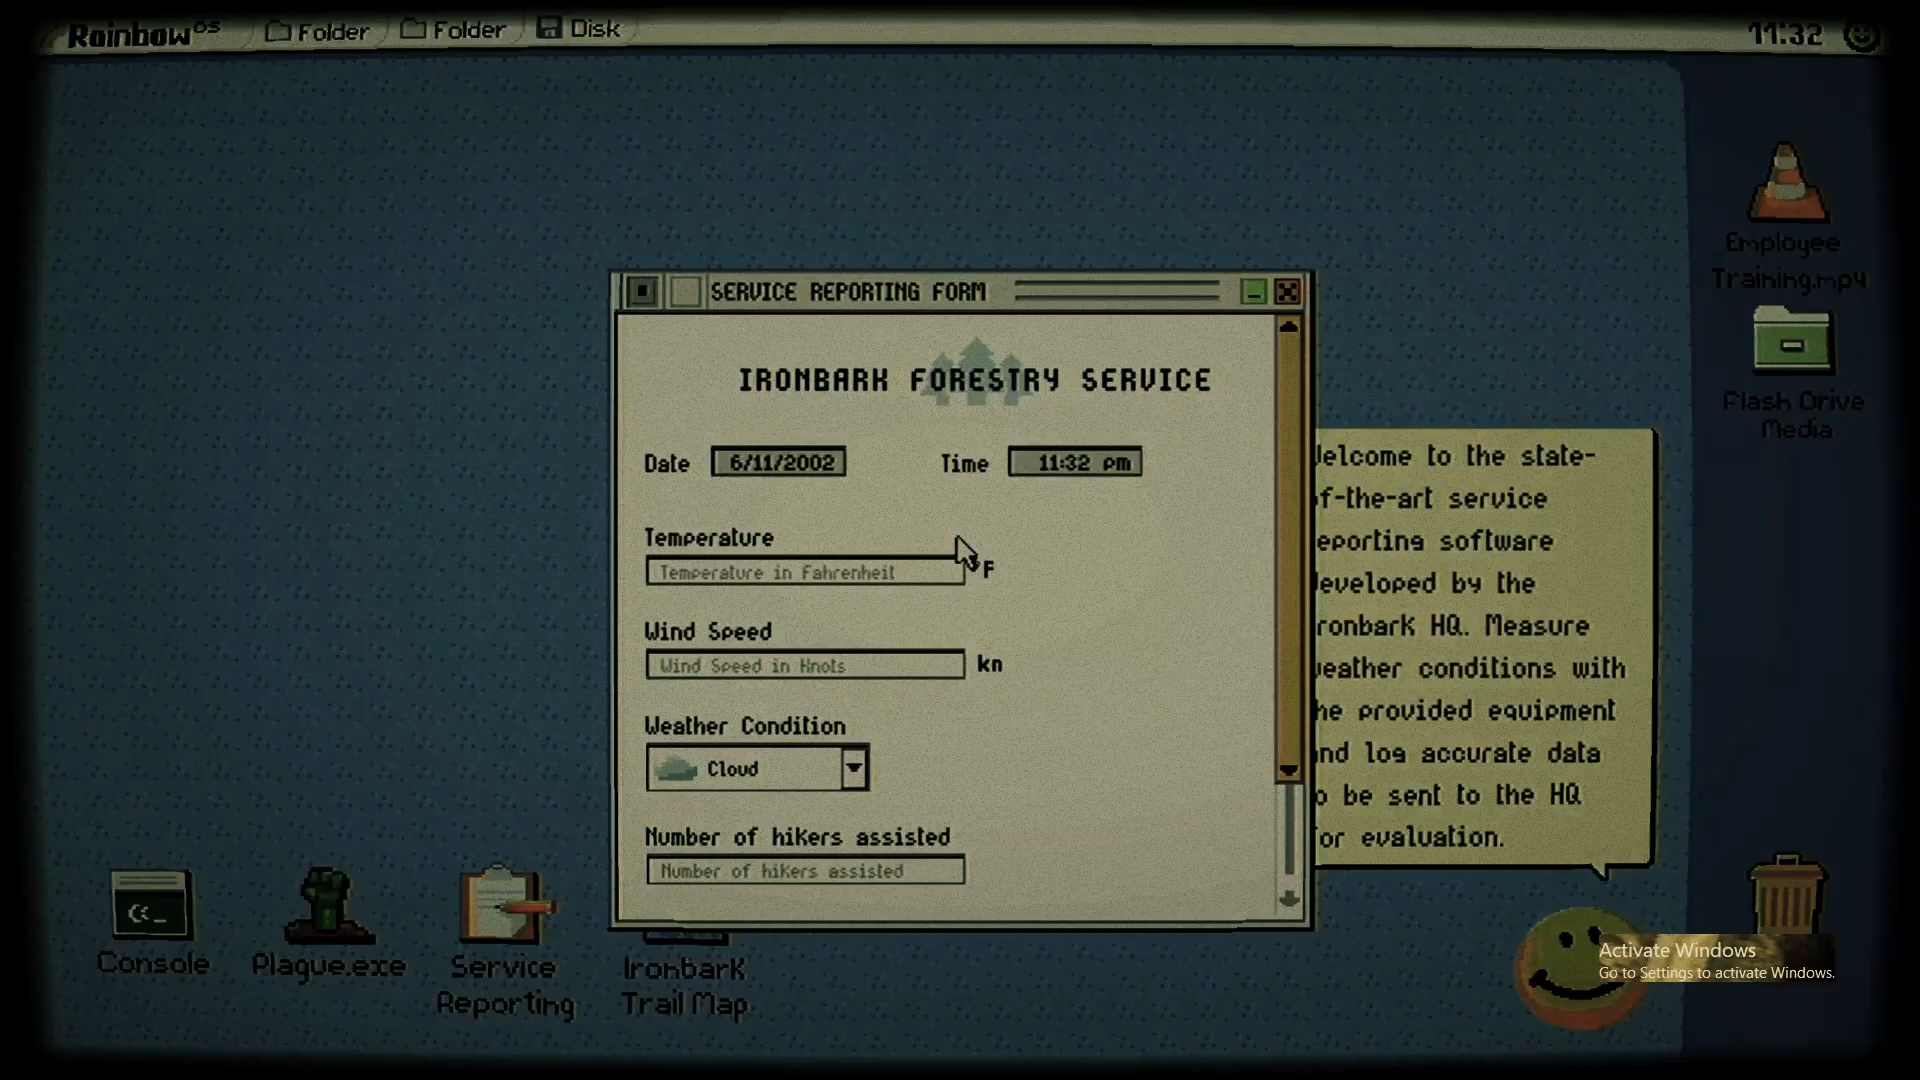 RainbowOS
Folder
Folder
Disk
11:32
Employee
Training.mp4
Flash Drive
Media
SERVICE REPORTING FORM
IRONBARK FORESTRY SERVICE
Date 6/11/2002 Time 11:32 pm
Temperature
Temperature in Fahrenheit
F
Wind Speed
Wind Speed in Knots
kn
Weather Condition
Cloud
Number of hikers assisted
Number of hikers assisted
elcome to the state-
f-the-art service
eporting software
eveloped by the
ronbark HQ. Measure
eather conditions with
he provided equipment
nd log accurate data
o be sent to the HQ
or evaluation.
Console
Plague.exe
Service
Reporting
Ironbark
Trail Map
Activate Windows
Go to Settings to activate Windows.